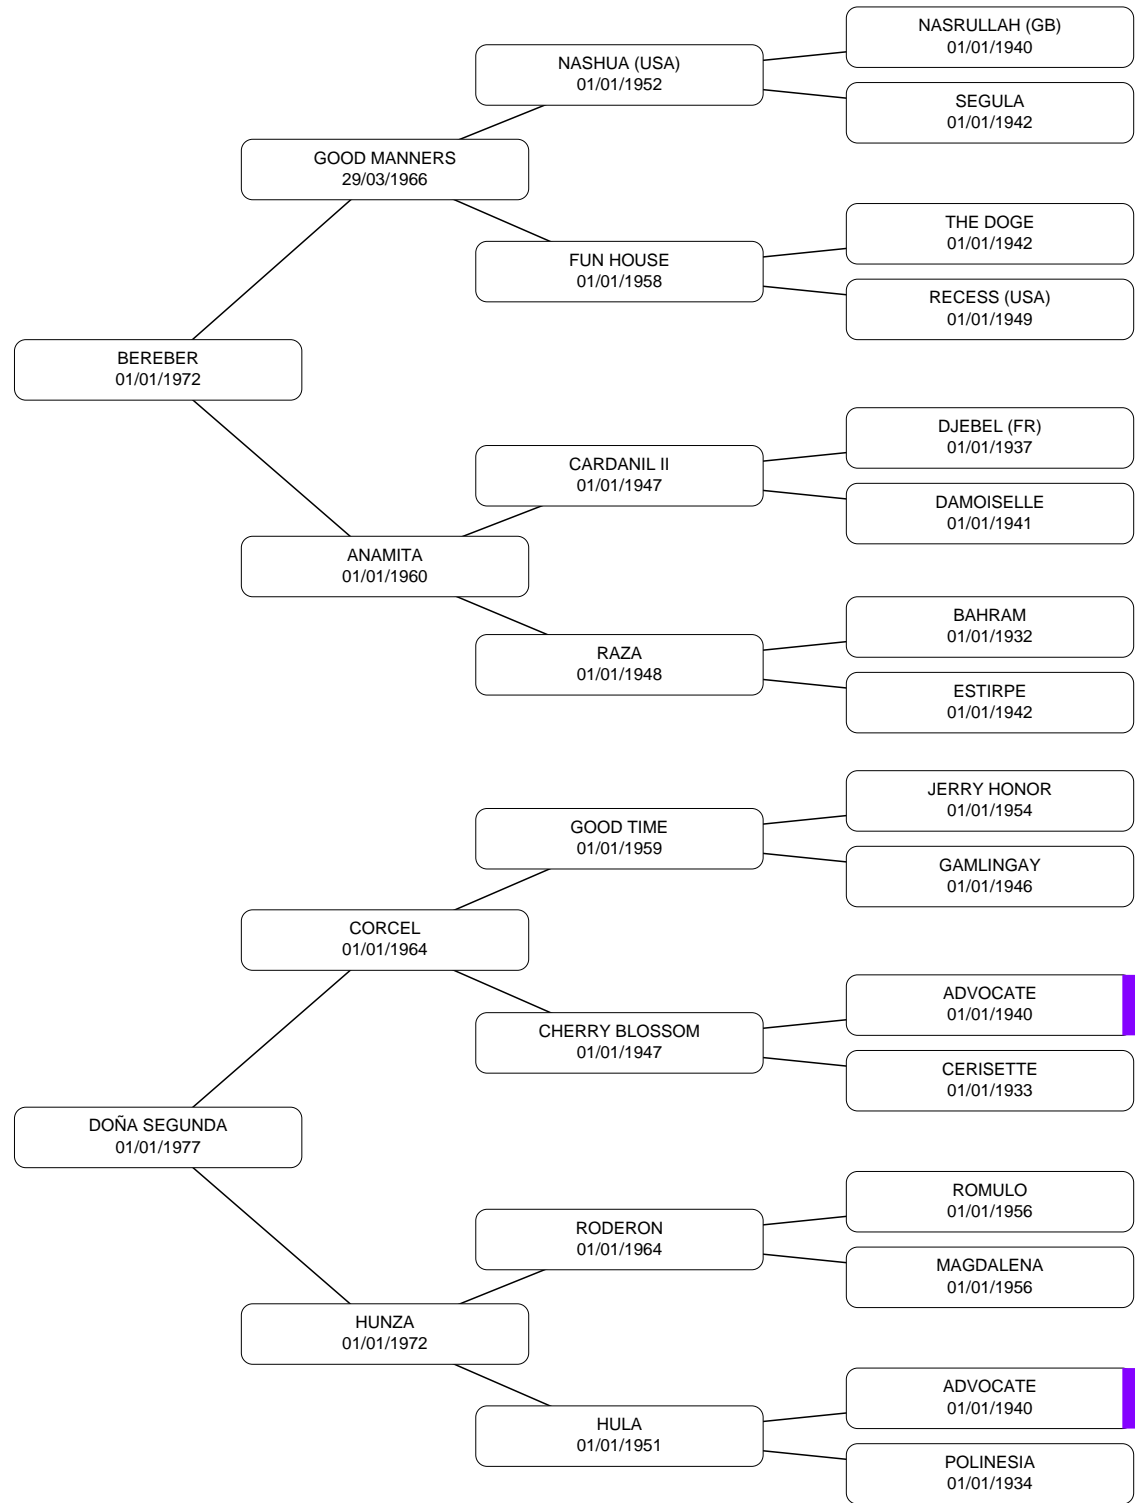 NASRULLAH (GB)
01/01/1940
NASHUA (USA)
01/01/1952
SEGULA
01/01/1942
GOOD MANNERS
29/03/1966
THE DOGE
01/01/1942
FUN HOUSE
01/01/1958
RECESS (USA)
01/01/1949
BEREBER
01/01/1972
DJEBEL (FR)
01/01/1937
CARDANIL II
01/01/1947
DAMOISELLE
01/01/1941
ANAMITA
01/01/1960
BAHRAM
01/01/1932
RAZA
01/01/1948
ESTIRPE
01/01/1942
JERRY HONOR
01/01/1954
GOOD TIME
01/01/1959
GAMLINGAY
01/01/1946
CORCEL
01/01/1964
ADVOCATE
01/01/1940
CHERRY BLOSSOM
01/01/1947
CERISETTE
01/01/1933
DOÑA SEGUNDA
01/01/1977
ROMULO
01/01/1956
RODERON
01/01/1964
MAGDALENA
01/01/1956
HUNZA
01/01/1972
ADVOCATE
01/01/1940
HULA
01/01/1951
POLINESIA
01/01/1934